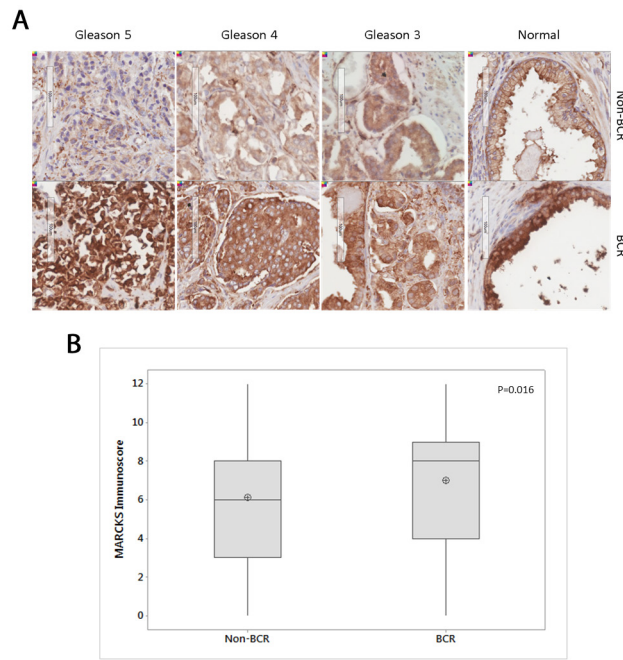 A
Gleason 5 Gleason 4 Gleason 3 Normal
Non-BCR
BCR
B
P=0.016
MARCKS Immunoscore
12
10
8
6
4
2
0
Non-BCR BCR